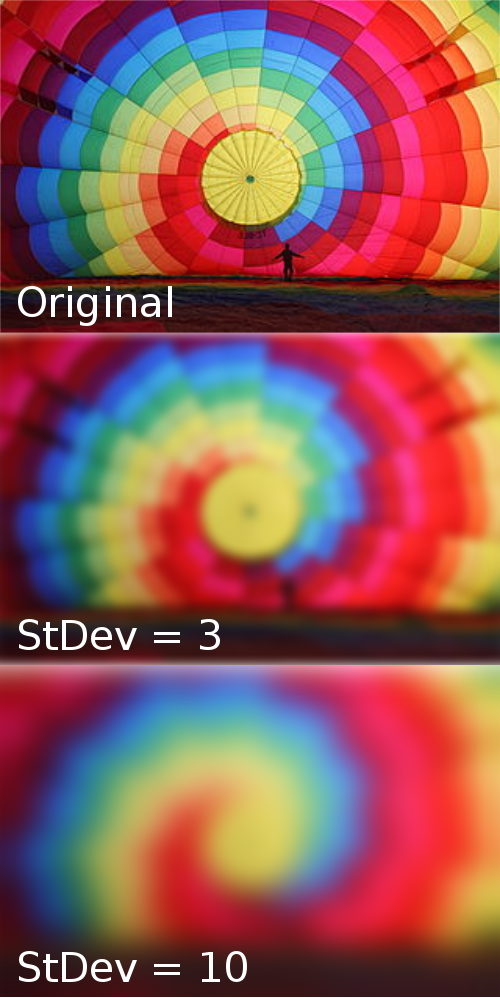 Original
StDev = 3
StDev = 10